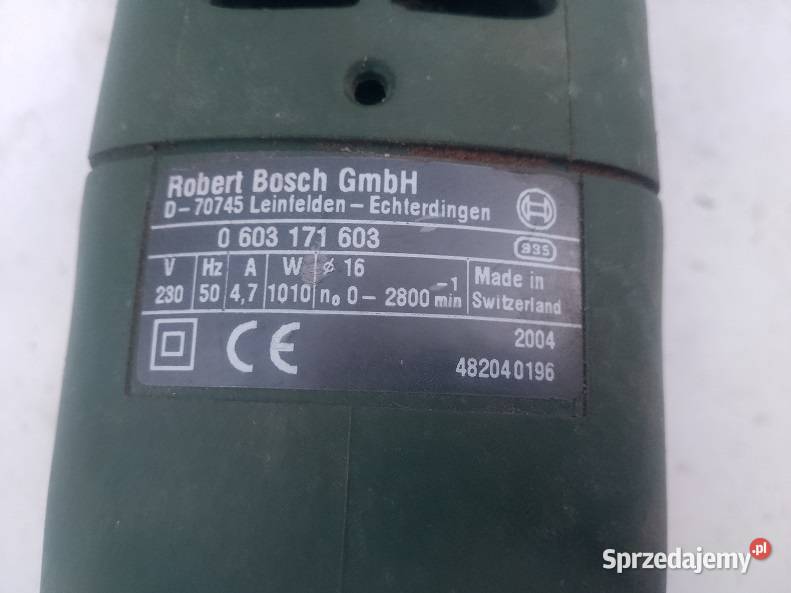 Robert Bosch GmbH
D-70745 Leinfelden - Echterdingen
0 603 171 603
935
V Hz A W ø 16 Made in
230 50 4,7 1010 n₀ 0 - 2800 min⁻¹ Switzerland
CE 2004
482040196
Sprzedajemy.pl